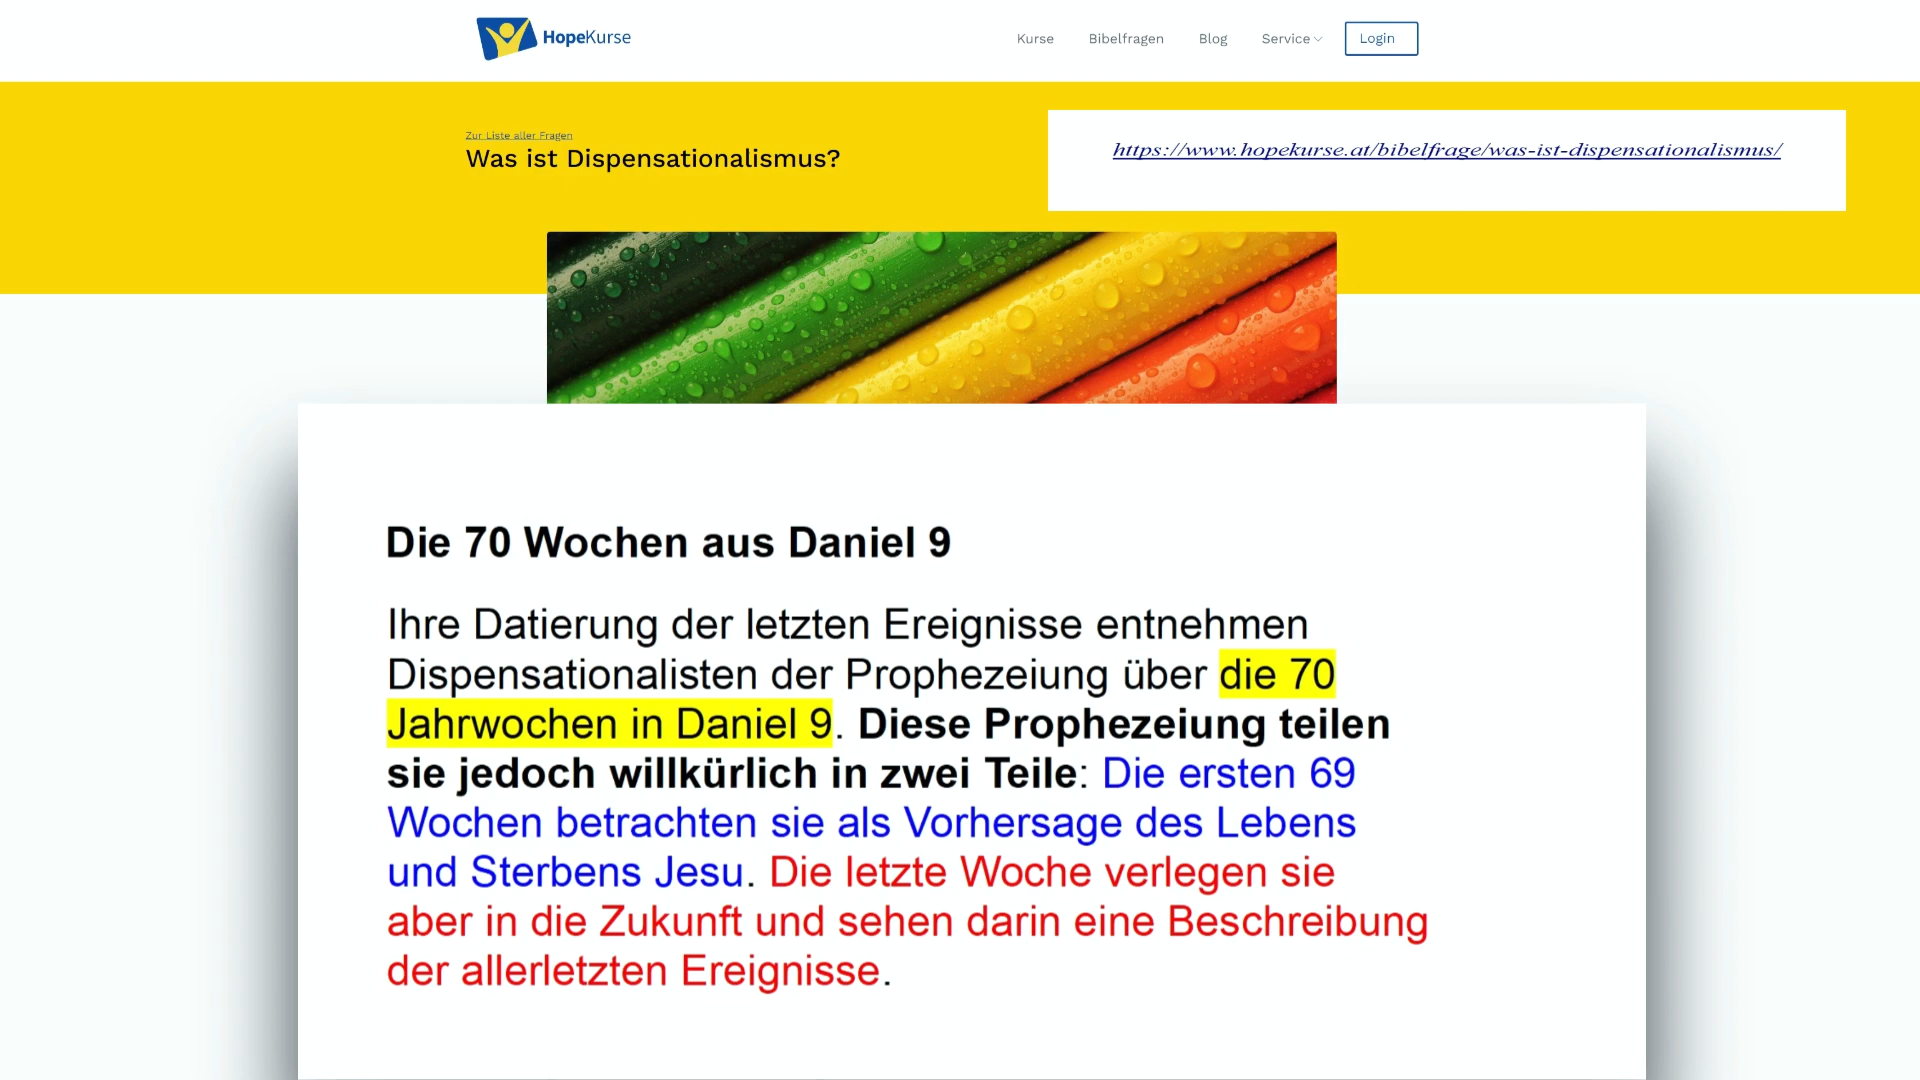 HopeKurse
Kurse
Bibelfragen
Blog
Service
Login
Zur Liste aller Fragen
Was ist Dispensationalismus?
https://www.hopekurse.at/bibelfrage/was-ist-dispensationalismus/
Die 70 Wochen aus Daniel 9
Ihre Datierung der letzten Ereignisse entnehmen
Dispensationalisten der Prophezeiung über die 70
Jahrwochen in Daniel 9. Diese Prophezeiung teilen
sie jedoch willkürlich in zwei Teile: Die ersten 69
Wochen betrachten sie als Vorhersage des Lebens
und Sterbens Jesu. Die letzte Woche verlegen sie
aber in die Zukunft und sehen darin eine Beschreibung
der allerletzten Ereignisse.